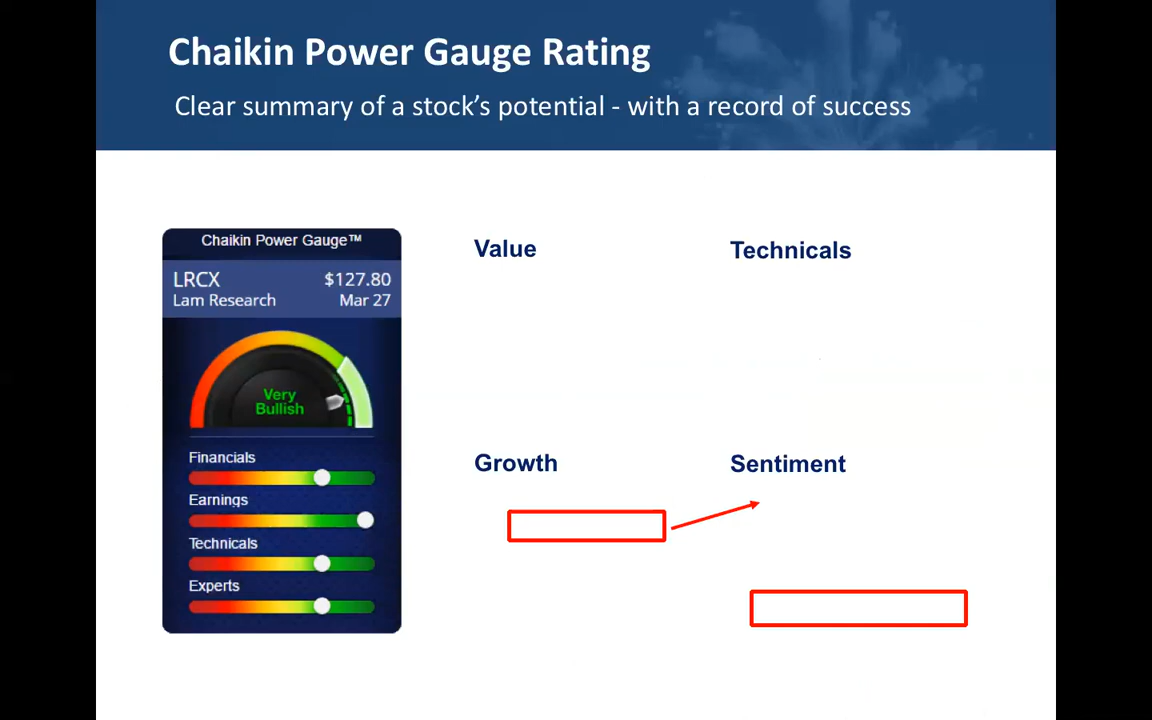 Chaikin Power Gauge Rating
Clear summary of a stock’s potential - with a record of success
Chaikin Power Gauge™
LRCX $127.80
Lam Research Mar 27
Very
Bullish
Financials
Earnings
Technicals
Experts
Value
Technicals
Growth
Sentiment